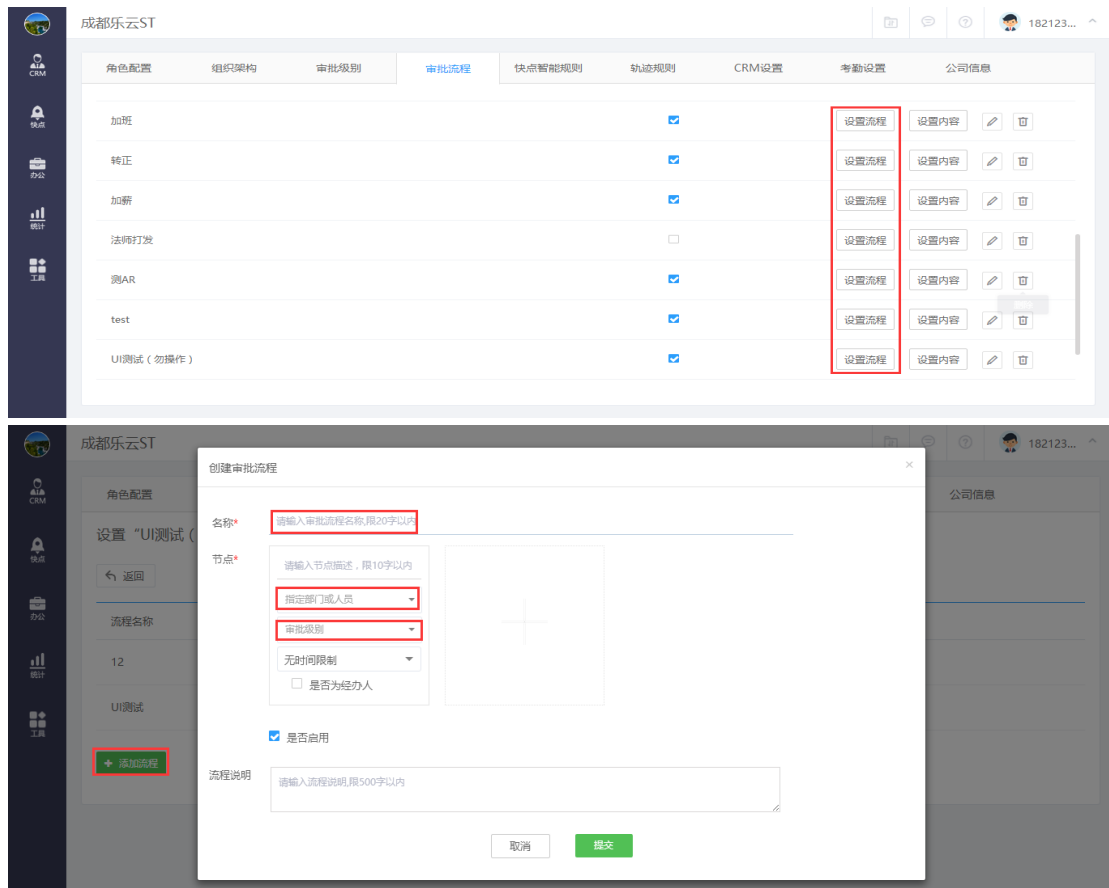 成都乐云ST
182123...
CRM
快点
办公
统计
工具
角色配置 组织架构 审批级别 审批流程 快点智能规则 轨迹规则 CRM设置 考勤设置 公司信息
加班 设置流程 设置内容
转正 设置流程 设置内容
加薪 设置流程 设置内容
法师打发 设置流程 设置内容
测AR 设置流程 设置内容
test 设置流程 设置内容
UI测试（勿操作） 设置流程 设置内容
成都乐云ST
182123...
CRM
快点
办公
统计
工具
角色配置
公司信息
设置“UI测试（
返回
流程名称
12
UI测试
添加流程
创建审批流程
名称* 请输入审批流程名称,限20字以内
节点* 请输入节点描述，限10字以内
指定部门或人员
审批级别
无时间限制
是否为经办人
是否启用
流程说明 请输入流程说明,限500字以内
取消 提交